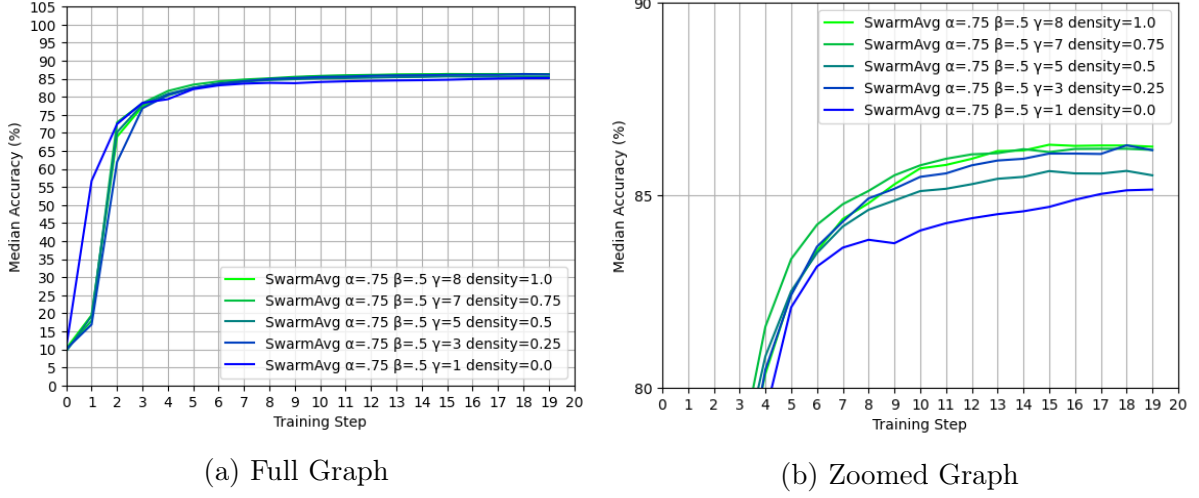 105
100
95
90
85
80
75
70
65
60
55
50
45
40
35
30
25
20
15
10
5
0
Median Accuracy (%)
SwarmAvg α=.75 β=.5 γ=8 density=1.0
SwarmAvg α=.75 β=.5 γ=7 density=0.75
SwarmAvg α=.75 β=.5 γ=5 density=0.5
SwarmAvg α=.75 β=.5 γ=3 density=0.25
SwarmAvg α=.75 β=.5 γ=1 density=0.0
0 1 2 3 4 5 6 7 8 9 10 11 12 13 14 15 16 17 18 19 20
Training Step
(a) Full Graph
90
85
80
Median Accuracy (%)
SwarmAvg α=.75 β=.5 γ=8 density=1.0
SwarmAvg α=.75 β=.5 γ=7 density=0.75
SwarmAvg α=.75 β=.5 γ=5 density=0.5
SwarmAvg α=.75 β=.5 γ=3 density=0.25
SwarmAvg α=.75 β=.5 γ=1 density=0.0
0 1 2 3 4 5 6 7 8 9 10 11 12 13 14 15 16 17 18 19 20
Training Step
(b) Zoomed Graph